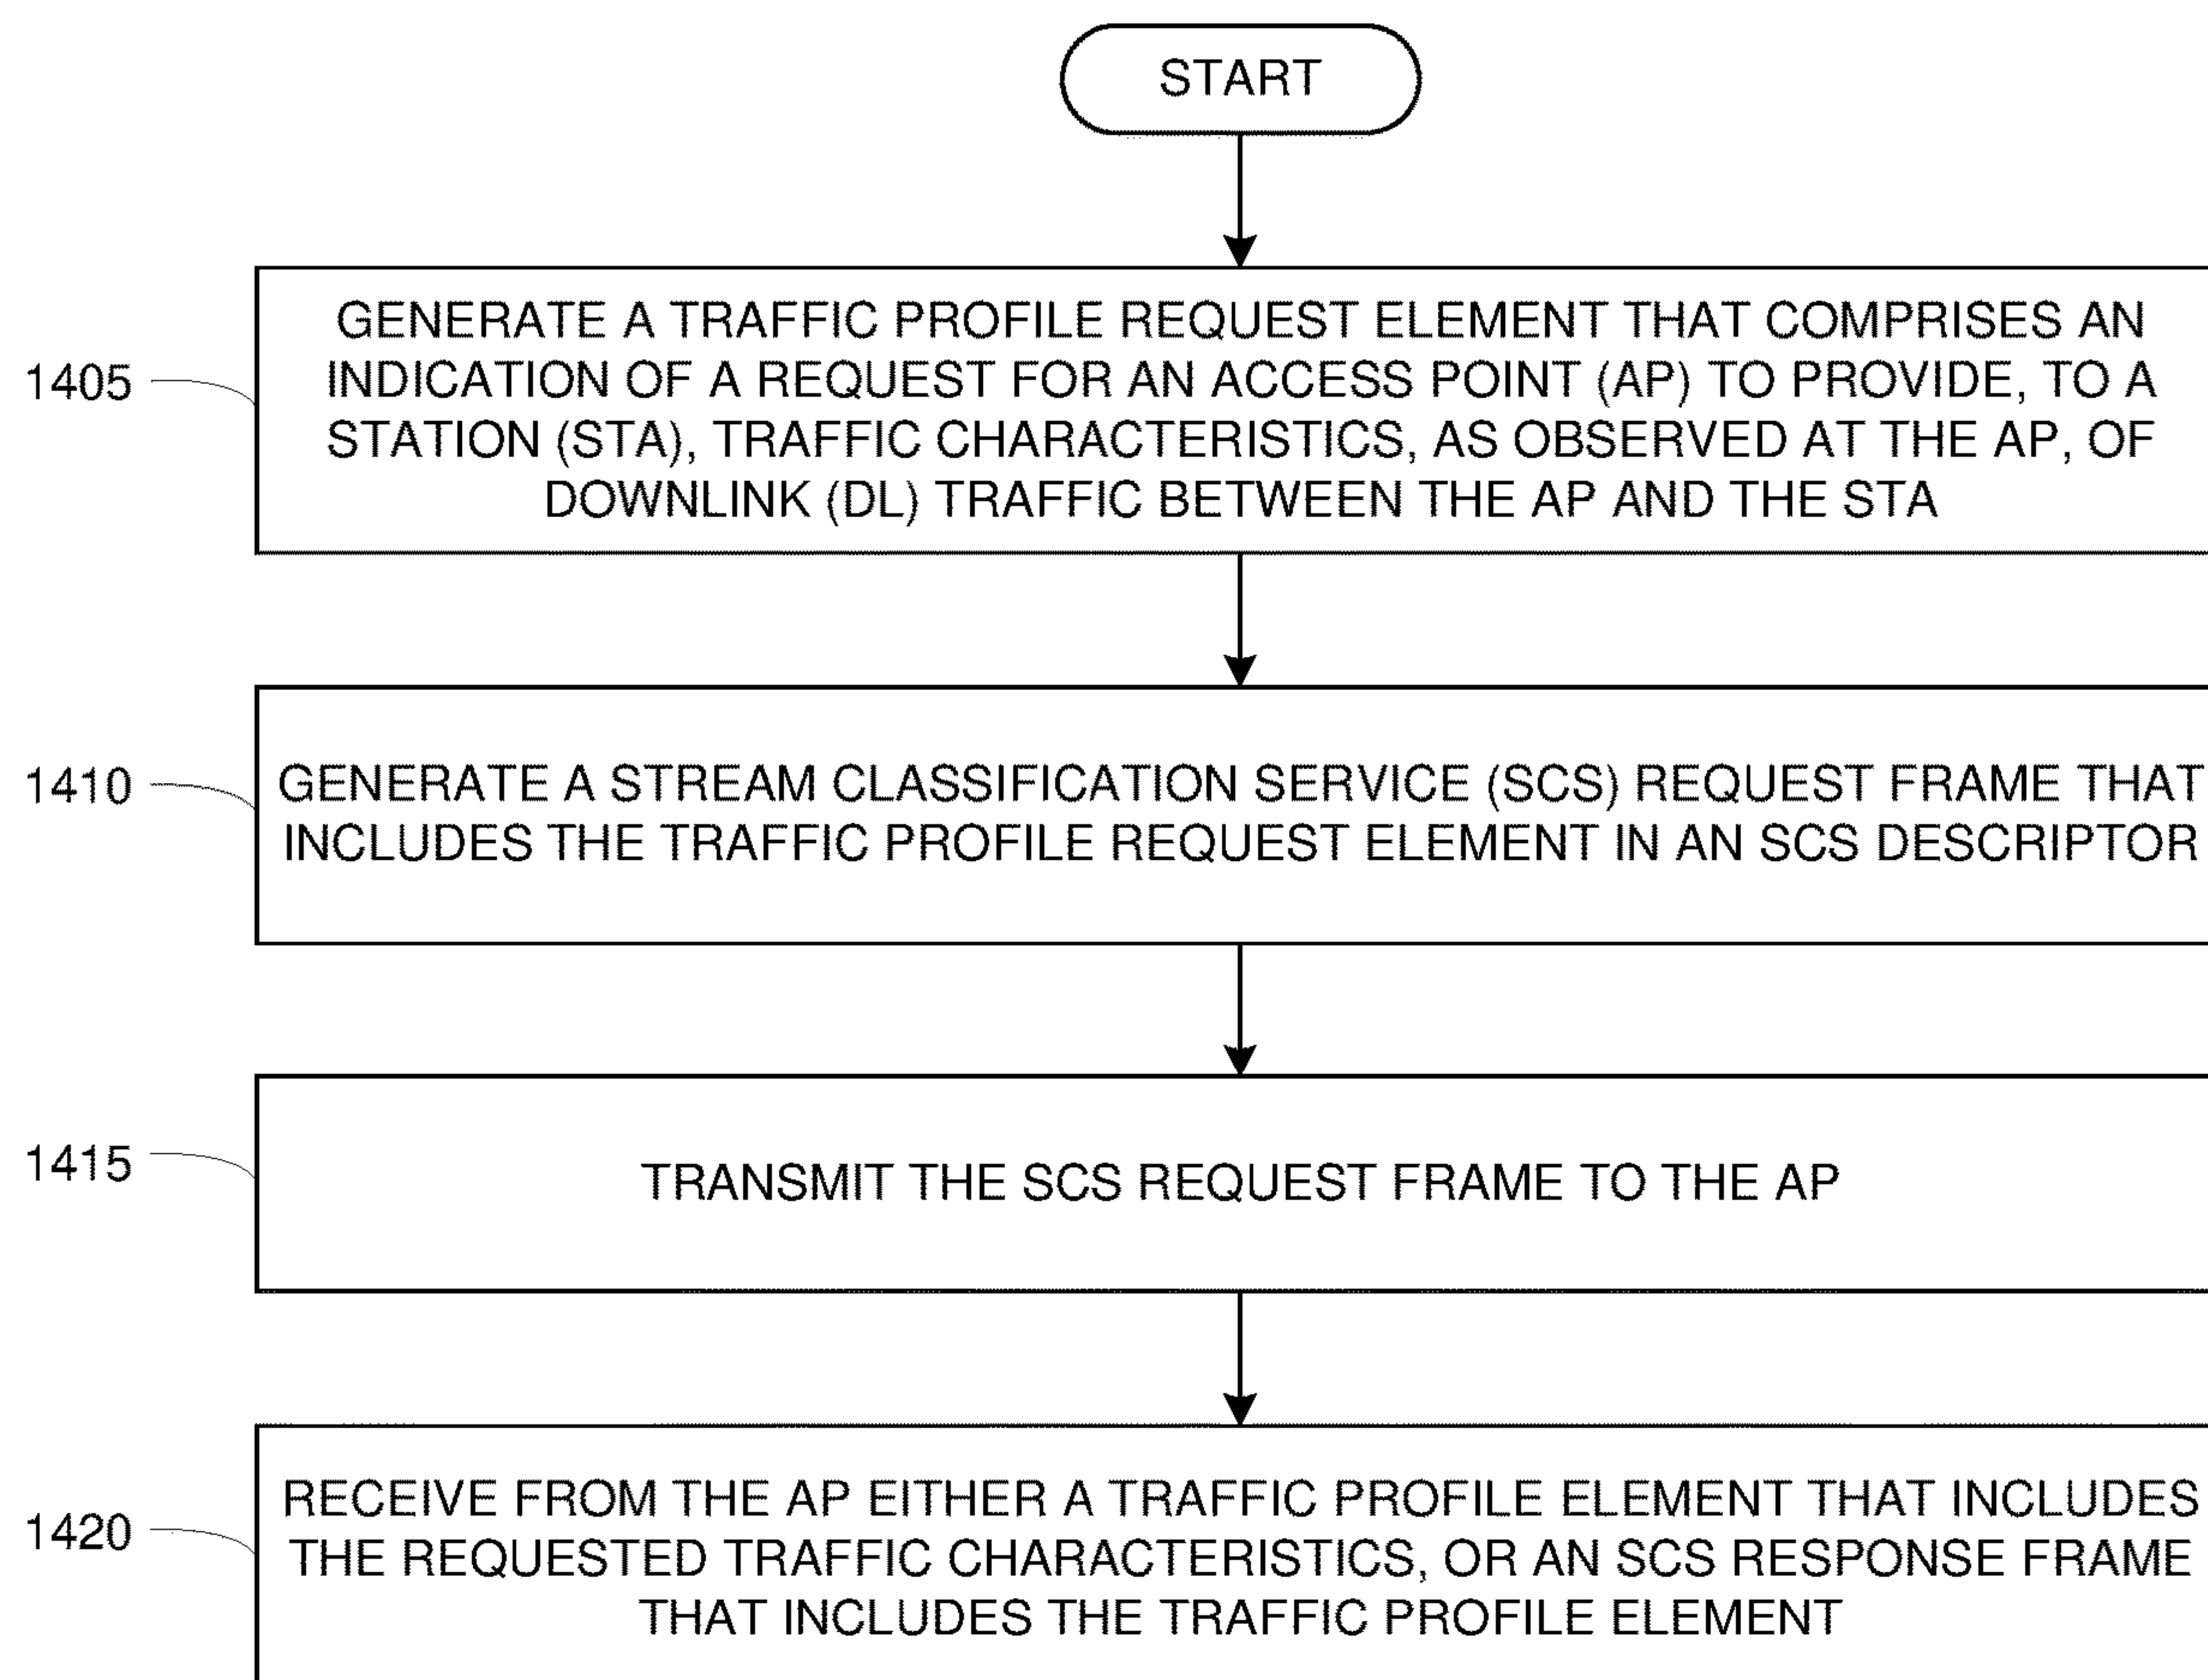 START
GENERATE A TRAFFIC PROFILE REQUEST ELEMENT THAT COMPRISES AN
INDICATION OF A REQUEST FOR AN ACCESS POINT (AP) TO PROVIDE, TO A
1405
STATION (STA), TRAFFIC CHARACTERISTICS, AS OBSERVED AT THE AP, OF
DOWNLINK (DL) TRAFFIC BETWEEN THE AP AND THE STA
1410
GENERATE A STREAM CLASSIFICATION SERVICE (SCS) REQUEST FRAME THAT
INCLUDES THE TRAFFIC PROFILE REQUEST ELEMENT IN AN SCS DESCRIPTOR
1415
TRANSMIT THE SCS REQUEST FRAME TO THE AP
RECEIVE FROM THE AP EITHER A TRAFFIC PROFILE ELEMENT THAT INCLUDES
1420
THE REQUESTED TRAFFIC CHARACTERISTICS, OR AN SCS RESPONSE FRAME
THAT INCLUDES THE TRAFFIC PROFILE ELEMENT